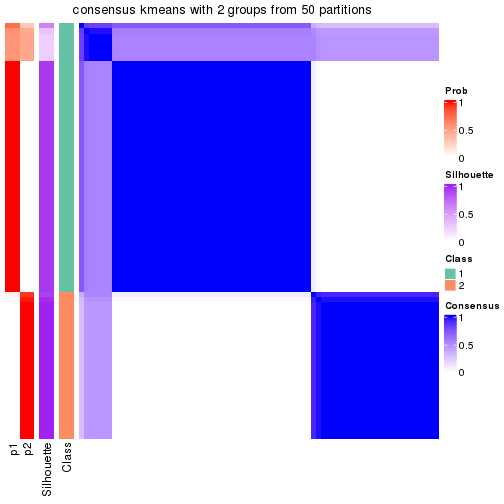 consensus kmeans with 2 groups from 50 partitions
Prob
1
0.5
0
Silhouette
1
0.5
0
Class
1
2
Consensus
1
0.5
0
p1
p2
Silhouette
Class